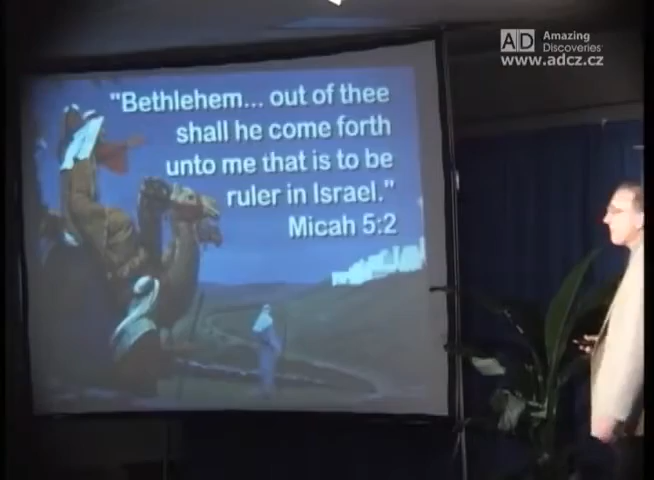 AD Amazing
Discoveries
www.adcz.cz
"Bethlehem... out of thee
shall he come forth
unto me that is to be
ruler in Israel."
Micah 5:2